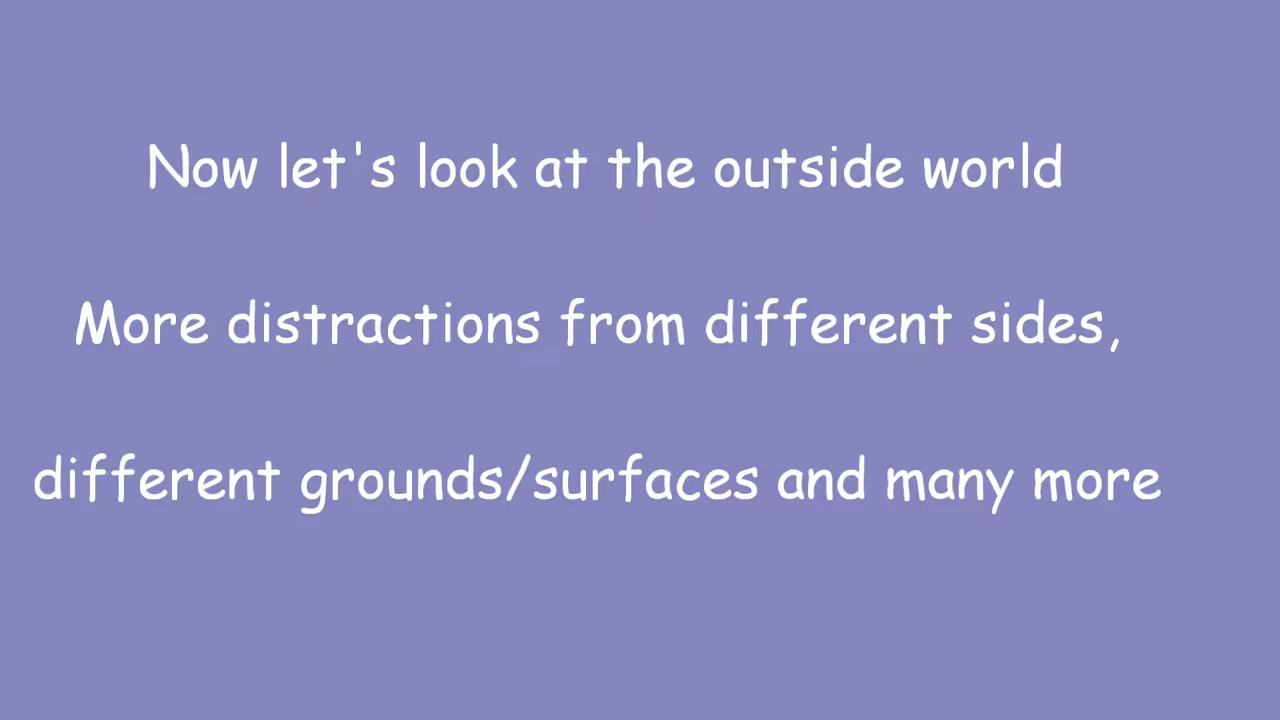 Now let's look at the outside world
More distractions from different sides,
different grounds/surfaces and many more